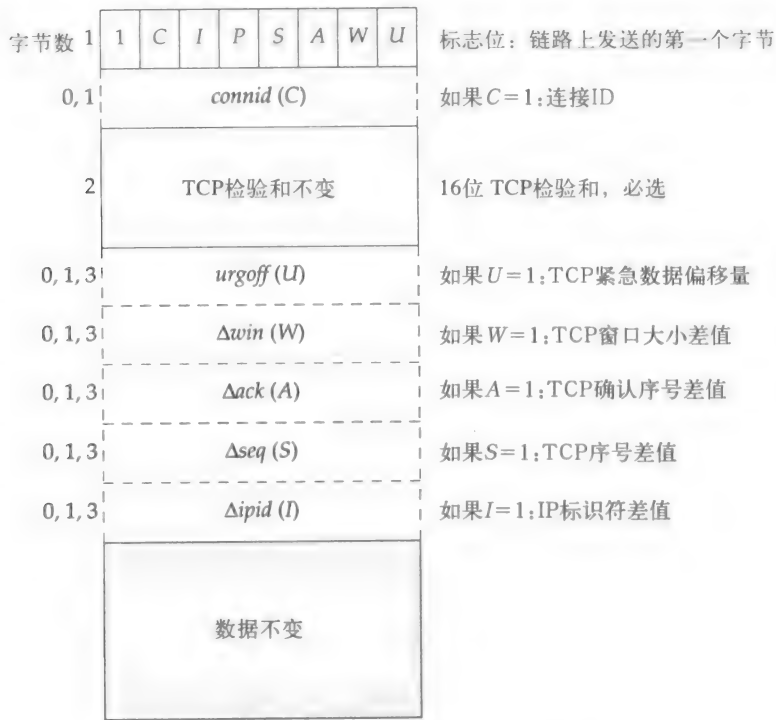 字节数 1 1 C I P S A W U 标志位：链路上发送的第一个字节
0, 1 connid (C) 如果C=1:连接ID
2 TCP检验和不变 16位 TCP检验和，必选
0, 1, 3 urgoff (U) 如果U=1:TCP紧急数据偏移量
0, 1, 3 Δwin (W) 如果W=1:TCP窗口大小差值
0, 1, 3 Δack (A) 如果A=1:TCP确认序号差值
0, 1, 3 Δseq (S) 如果S=1:TCP序号差值
0, 1, 3 Δipid (I) 如果I=1:IP标识符差值
数据不变